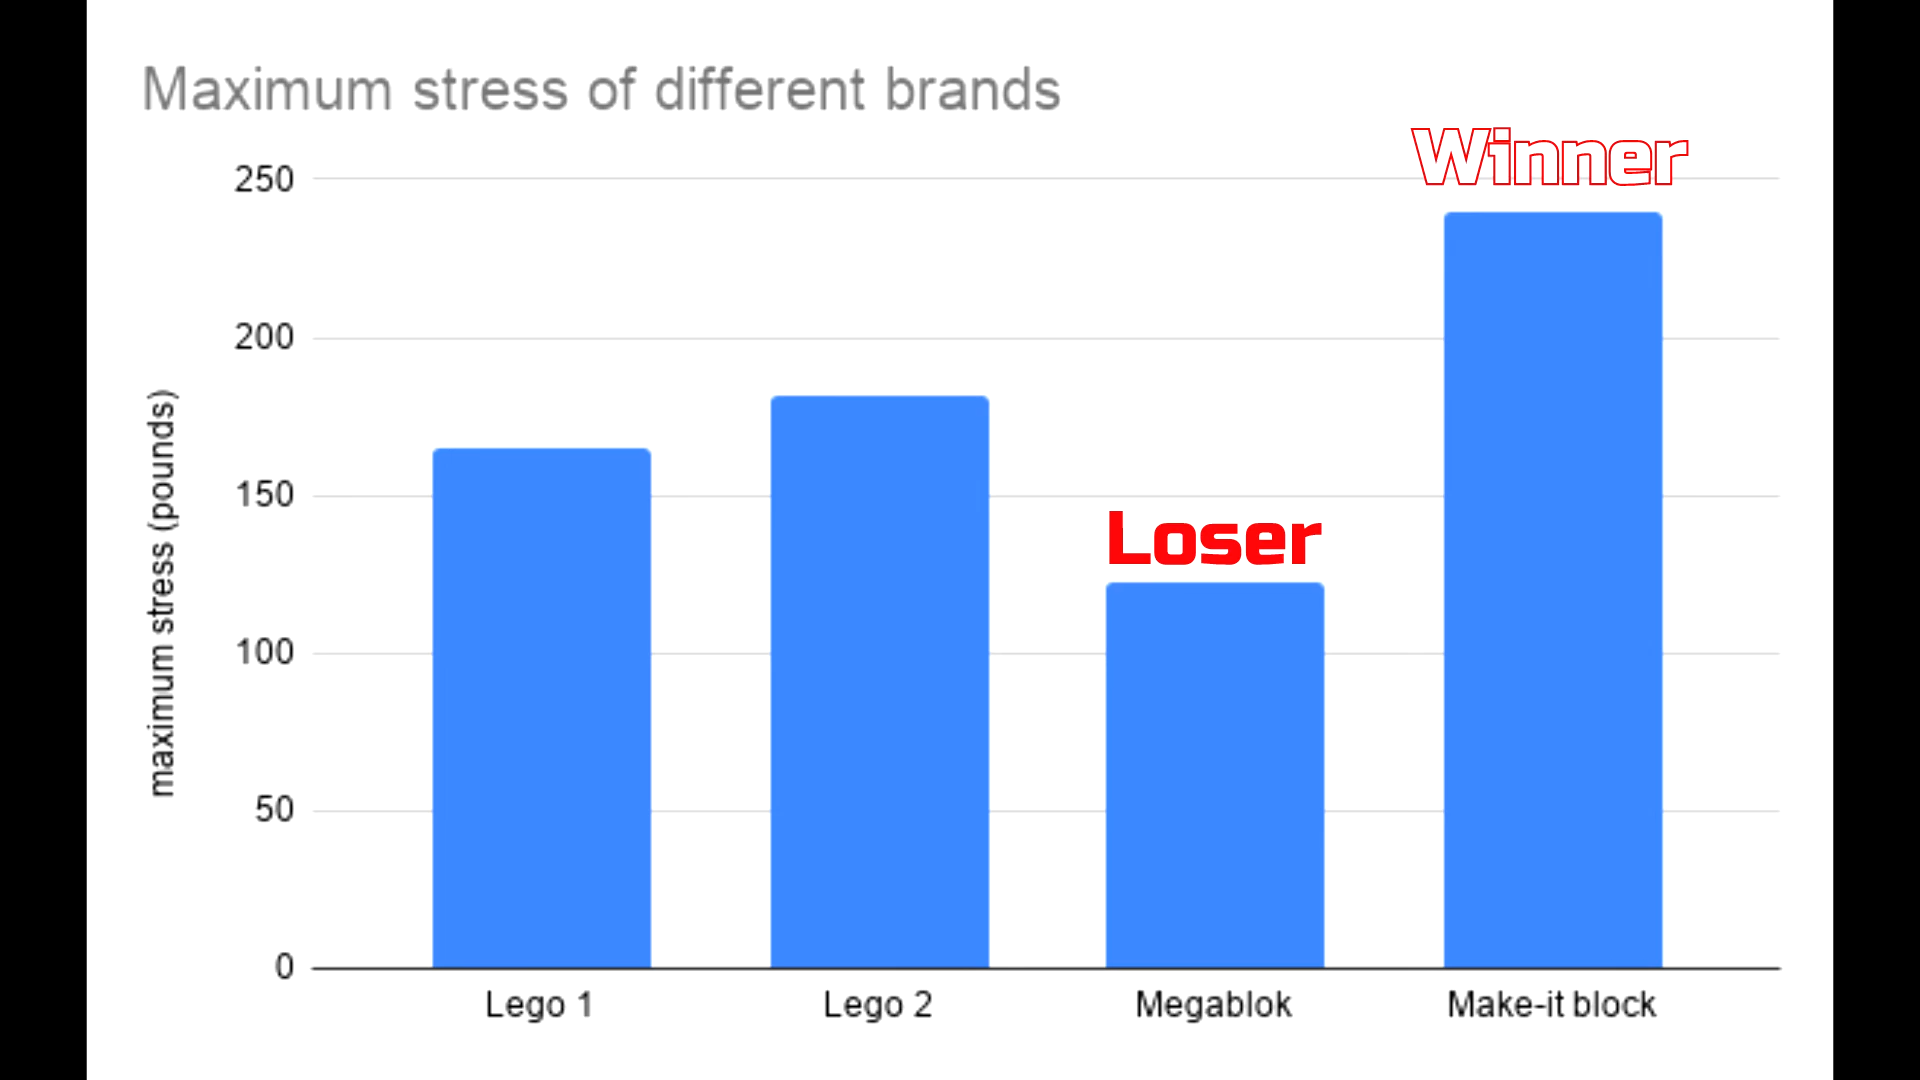 Maximum stress of different brands
Winner
250
200
150
Loser
100
50
0
maximum stress (pounds)
Lego 1
Lego 2
Megablok
Make-it block